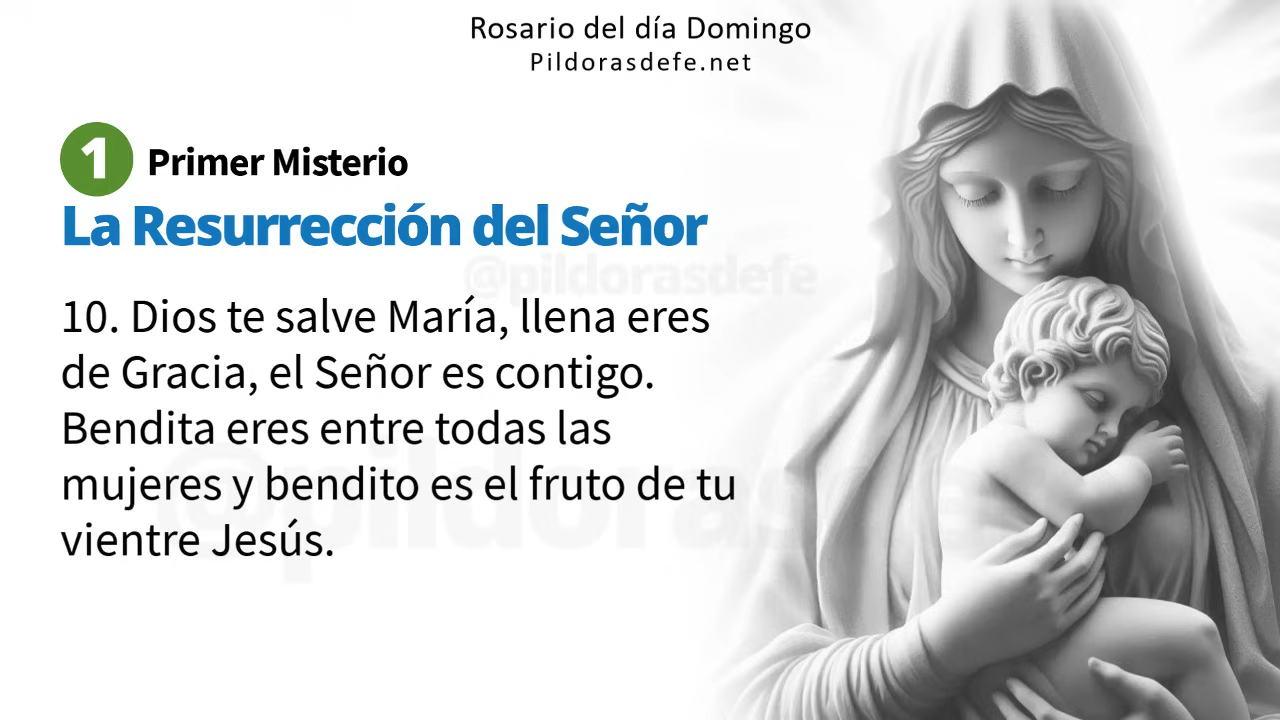 Rosario del día Domingo
Pildorasdefe.net
1 Primer Misterio
La Resurrección del Señor
@pildorasdefe
10. Dios te salve María, llena eres
de Gracia, el Señor es contigo.
Bendita eres entre todas las
mujeres y bendito es el fruto de tu
vientre Jesús.
@pildorasdefe